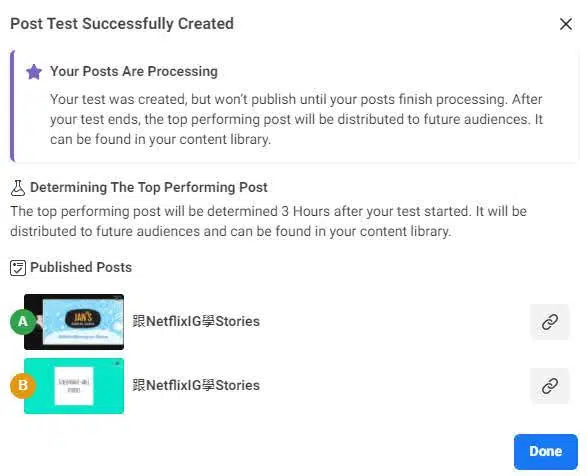 Post Test Successfully Created
Your Posts Are Processing
Your test was created, but won't publish until your posts finish processing. After
your test ends, the top performing post will be distributed to future audiences. It
can be found in your content library.
Determining The Top Performing Post
The top performing post will be determined 3 Hours after your test started. It will be
distributed to future audiences and can be found in your content library.
Published Posts
A
JAN'S
跟NetflixIG學Stories
B
跟NetflixIG學Stories
Done